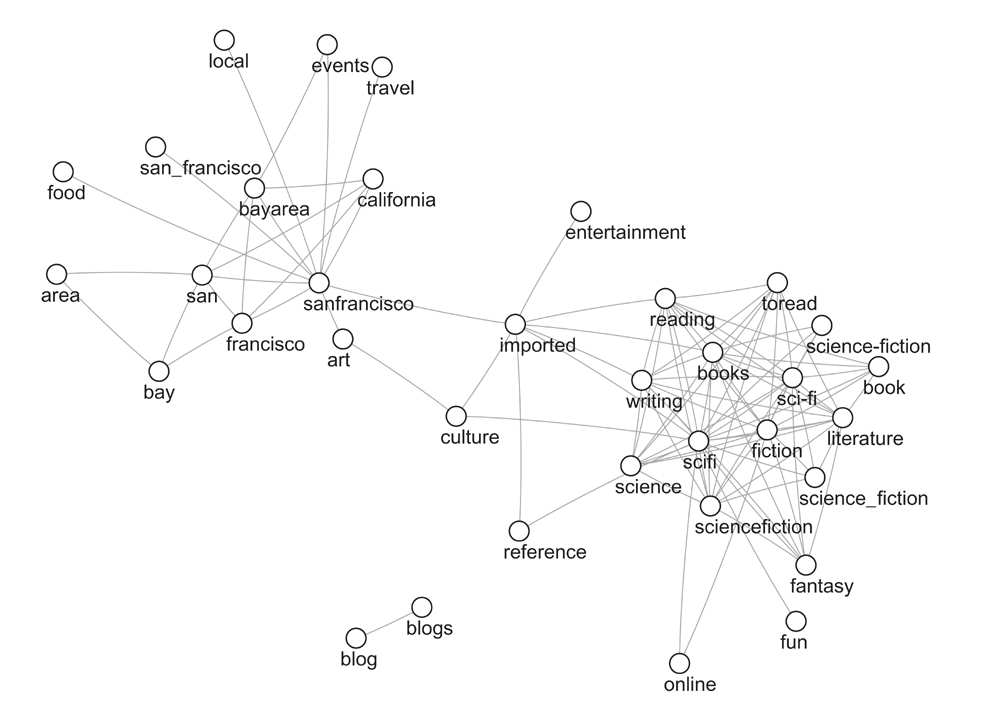 local
events
travel
san_francisco
food
bayarea
california
entertainment
area
san
sanfrancisco
toread
reading
francisco
art
imported
science-fiction
books
book
bay
writing
sci-fi
culture
literature
fiction
scifi
science
science_fiction
sciencefiction
reference
fantasy
blogs
fun
blog
online